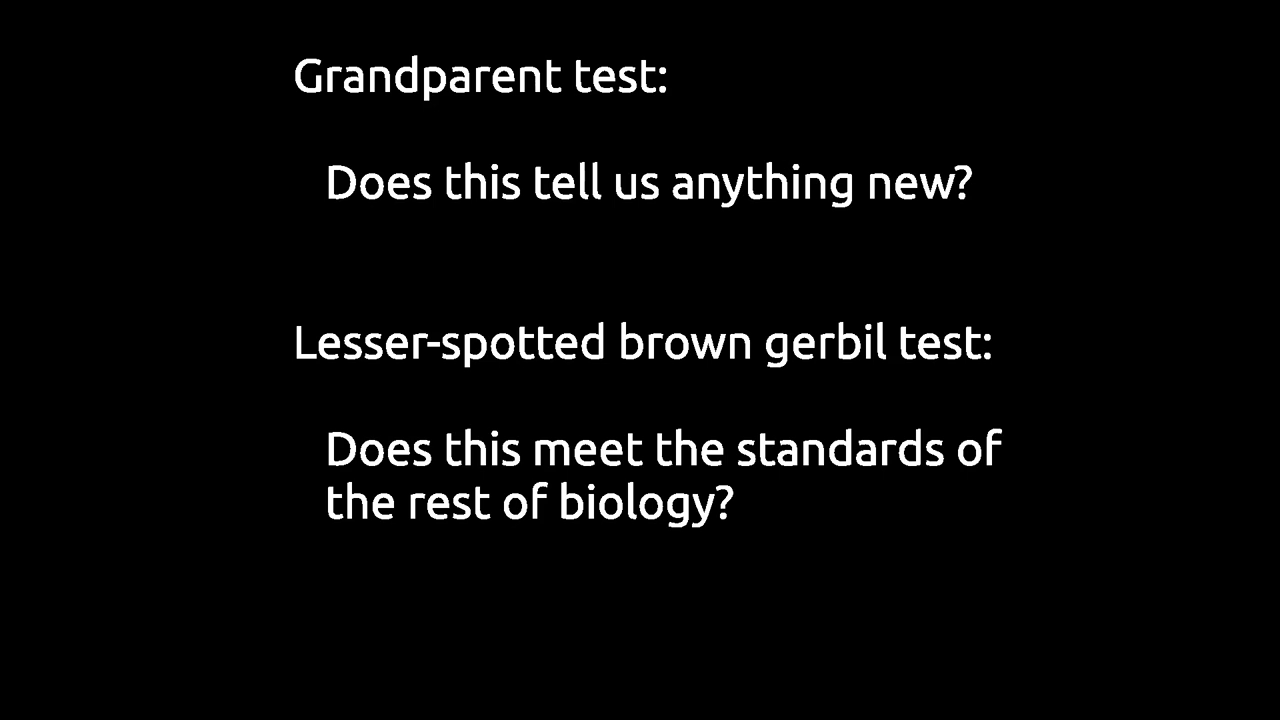 Grandparent test:
Does this tell us anything new?
Lesser-spotted brown gerbil test:
Does this meet the standards of
the rest of biology?